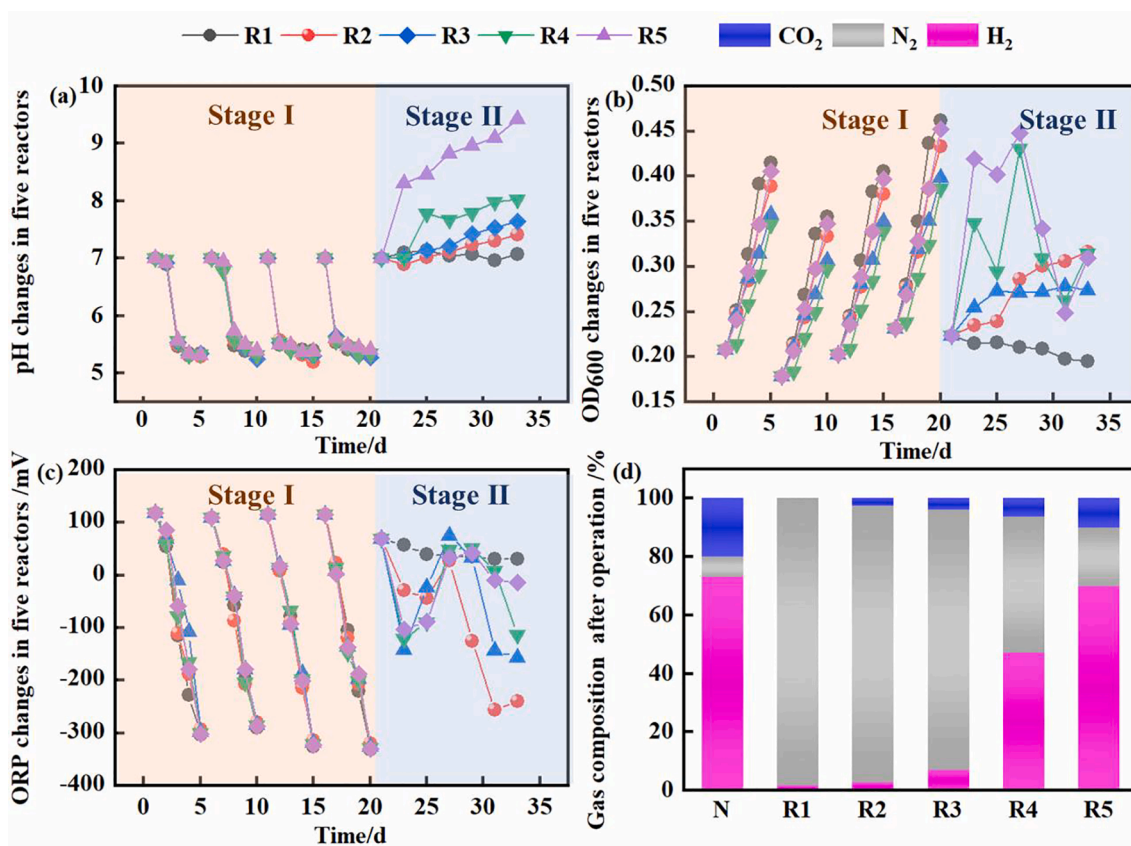 R1 R2 R3 R4 R5 CO2 N2 H2
(a) Stage I Stage II
pH changes in five reactors
10
9
8
7
6
5
0 5 10 15 20 25 30 35
Time/d
(b) Stage I Stage II
OD600 changes in five reactors
0.50
0.45
0.40
0.35
0.30
0.25
0.20
0.15
0 5 10 15 20 25 30 35
Time/d
(c) Stage I Stage II
ORP changes in five reactors /mV
200
100
0
-100
-200
-300
-400
0 5 10 15 20 25 30 35
Time/d
(d)
Gas composition after operation /%
100
80
60
40
20
0
N R1 R2 R3 R4 R5